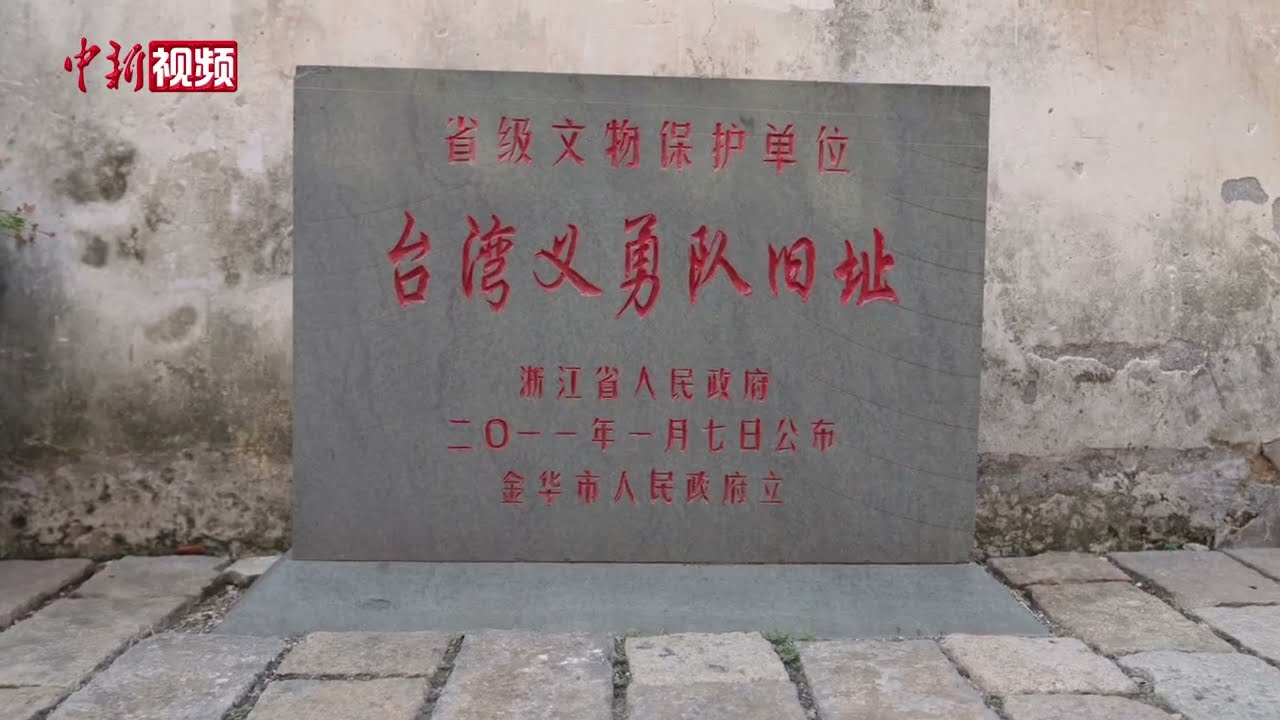 中新视频
省级文物保护单位
台湾义勇队旧址
浙江省人民政府
二〇一一年一月七日公布
金华市人民政府立